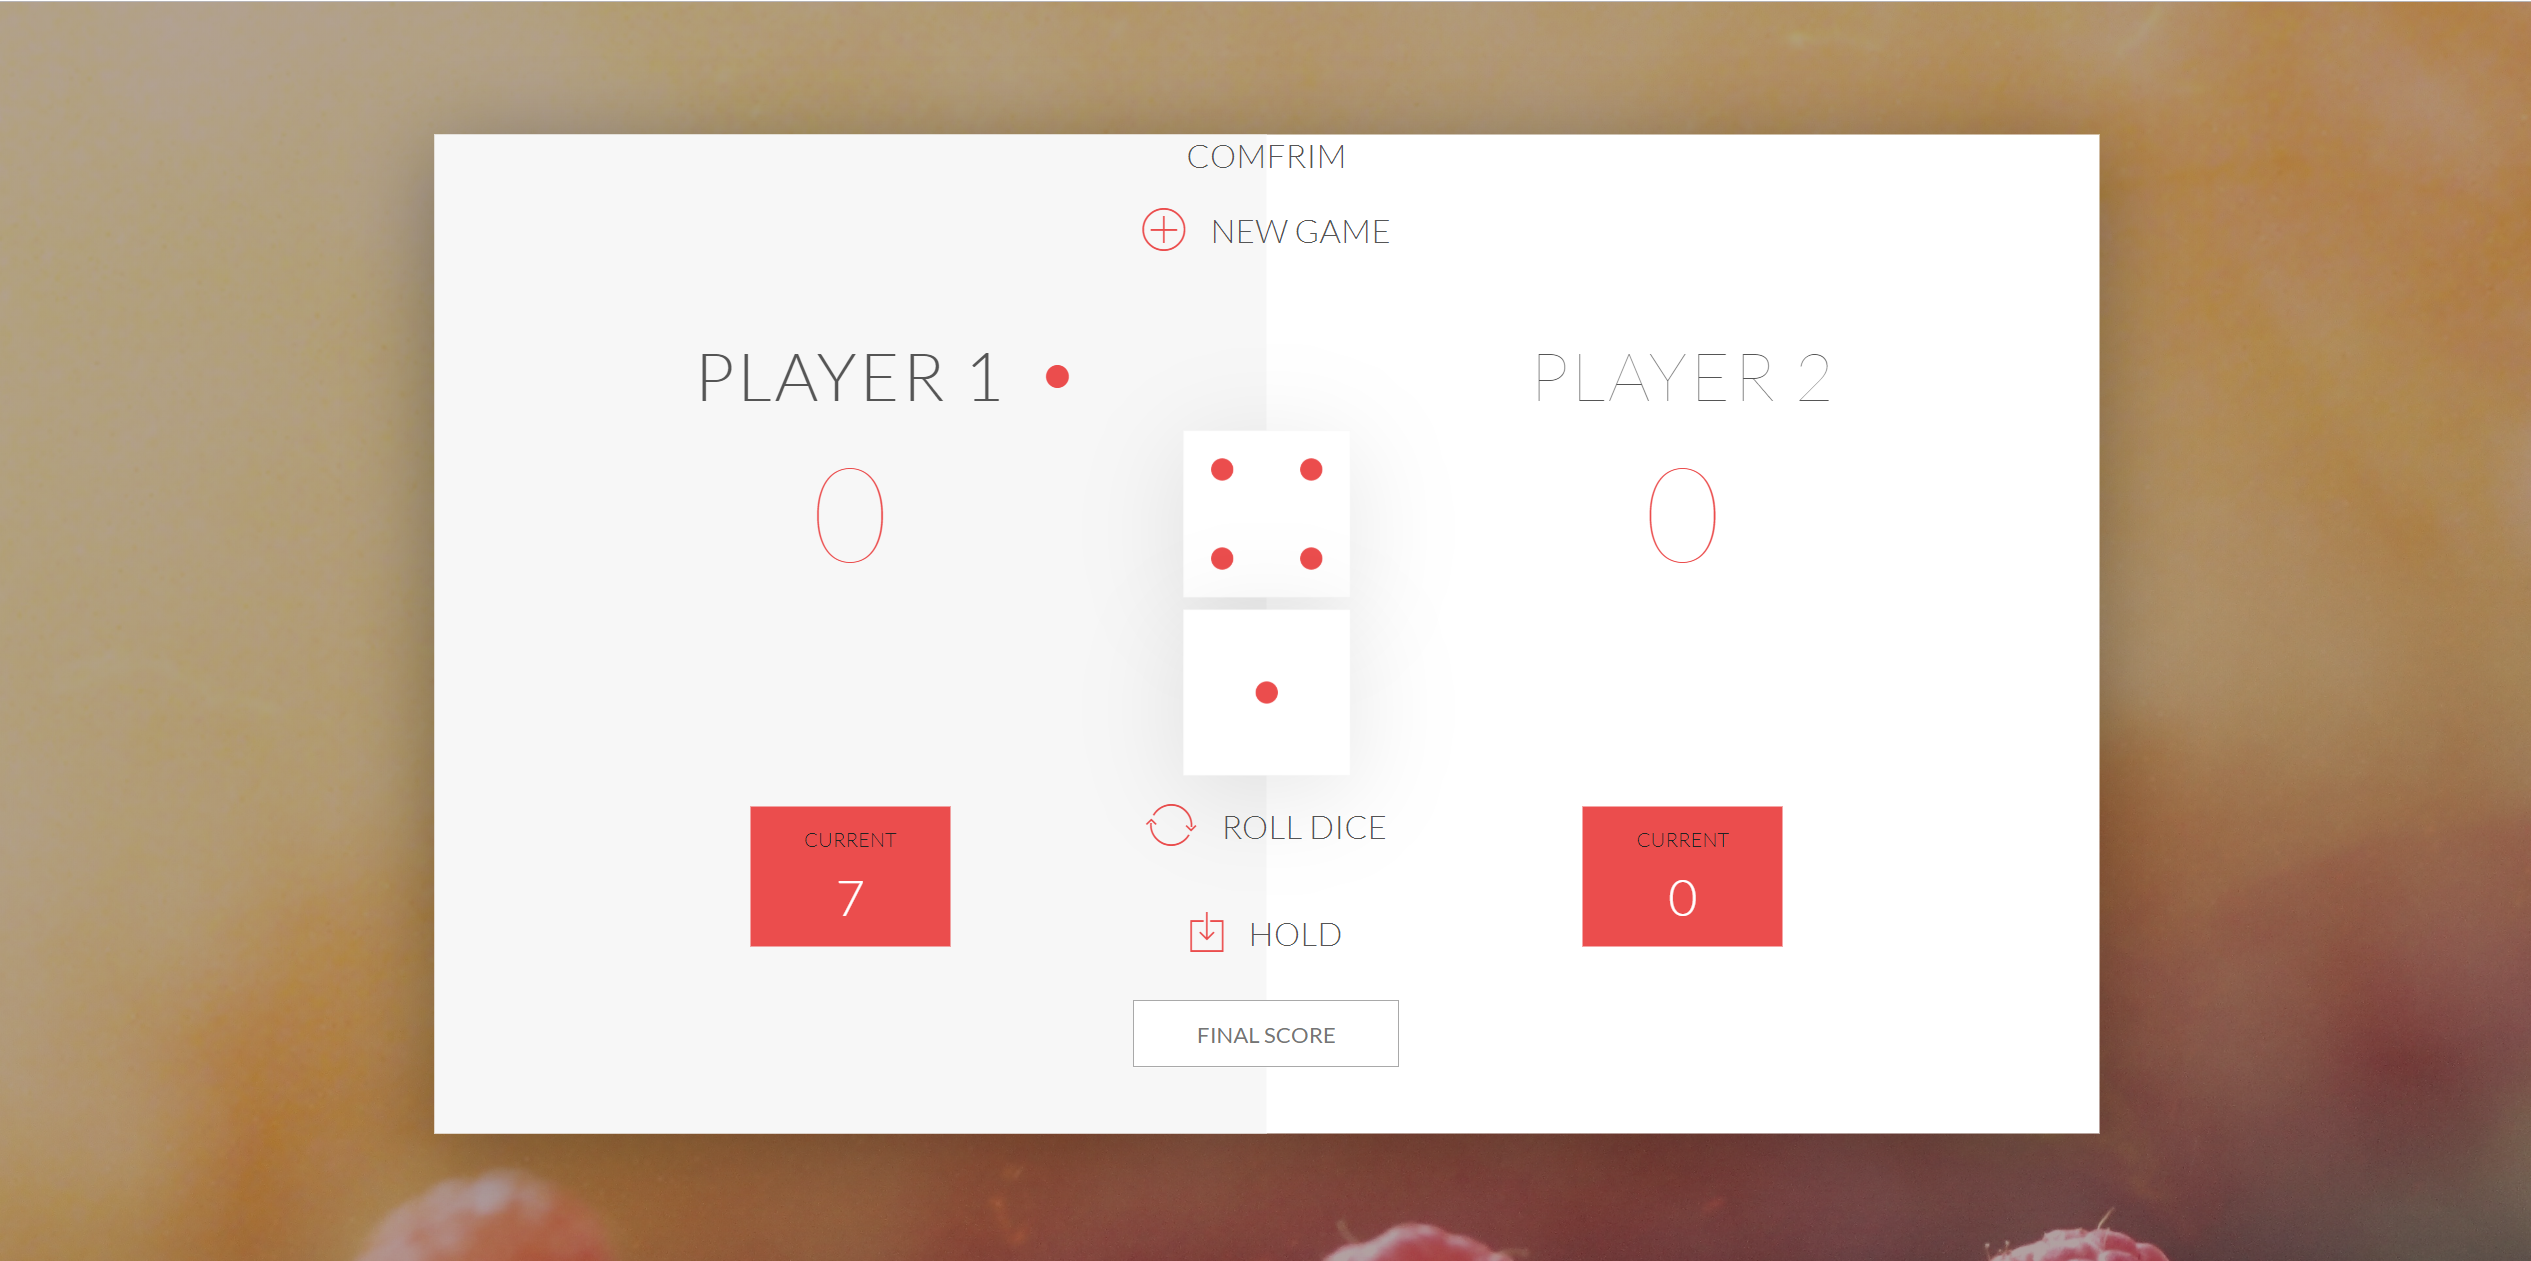 COMFRIM
NEW GAME
PLAYER 1
PLAYER 2
0
0
CURRENT
7
ROLL DICE
CURRENT
0
HOLD
FINAL SCORE